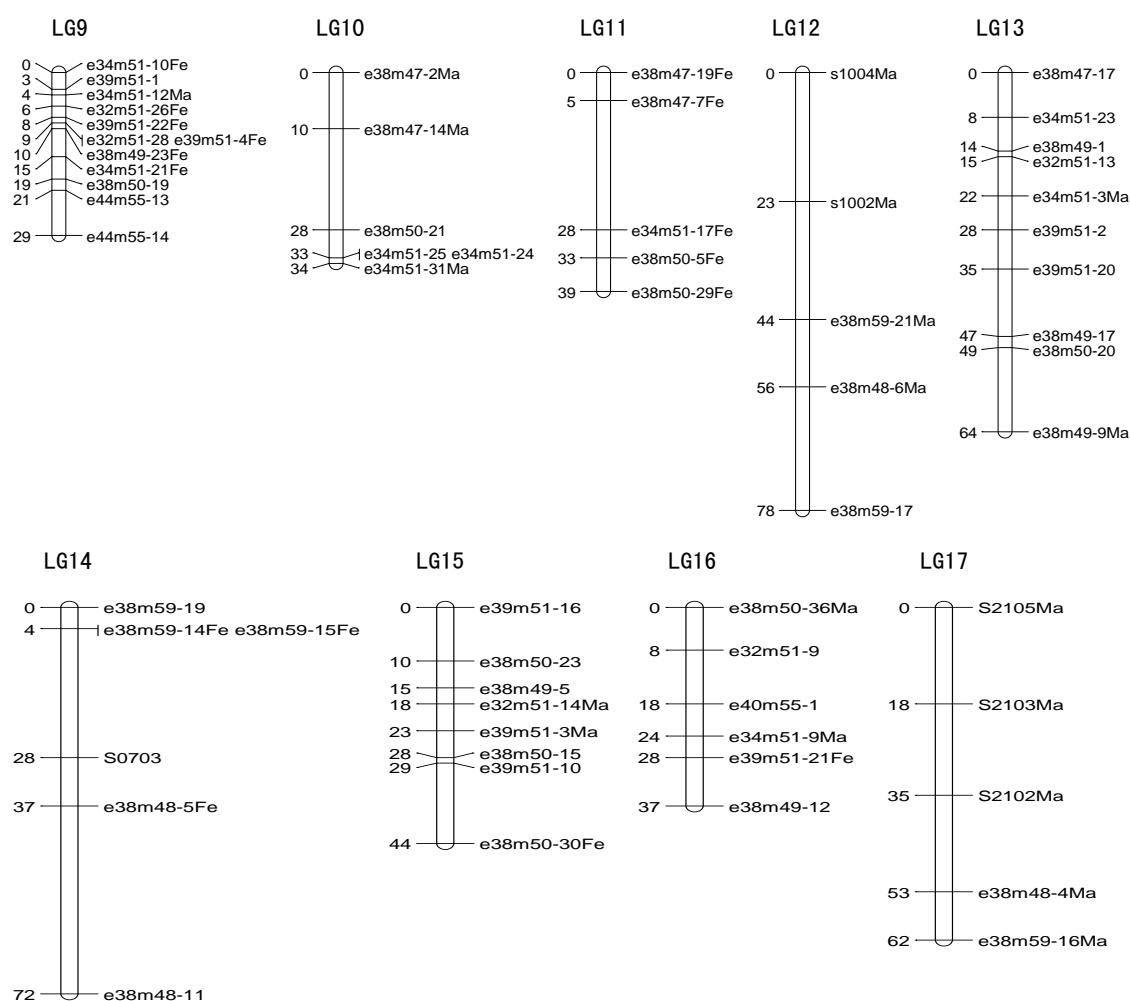 LG9
0 e34m51-10Fe
3 e39m51-1
4 e34m51-12Ma
6 e32m51-26Fe
8 e39m51-22Fe
9 e32m51-28 e39m51-4Fe
10 e38m49-23Fe
15 e34m51-21Fe
19 e38m50-19
21 e44m55-13
29 e44m55-14
LG10
0 e38m47-2Ma
10 e38m47-14Ma
28 e38m50-21
33 e34m51-25 e34m51-24
34 e34m51-31Ma
LG11
0 e38m47-19Fe
5 e38m47-7Fe
28 e34m51-17Fe
33 e38m50-5Fe
39 e38m50-29Fe
LG12
0 s1004Ma
23 s1002Ma
44 e38m59-21Ma
56 e38m48-6Ma
78 e38m59-17
LG13
0 e38m47-17
8 e34m51-23
14 e38m49-1
15 e32m51-13
22 e34m51-3Ma
28 e39m51-2
35 e39m51-20
47 e38m49-17
49 e38m50-20
64 e38m49-9Ma
LG14
0 e38m59-19
4 e38m59-14Fe e38m59-15Fe
28 S0703
37 e38m48-5Fe
72 e38m48-11
LG15
0 e39m51-16
10 e38m50-23
15 e38m49-5
18 e32m51-14Ma
23 e39m51-3Ma
28 e38m50-15
29 e39m51-10
44 e38m50-30Fe
LG16
0 e38m50-36Ma
8 e32m51-9
18 e40m55-1
24 e34m51-9Ma
28 e39m51-21Fe
37 e38m49-12
LG17
0 S2105Ma
18 S2103Ma
35 S2102Ma
53 e38m48-4Ma
62 e38m59-16Ma